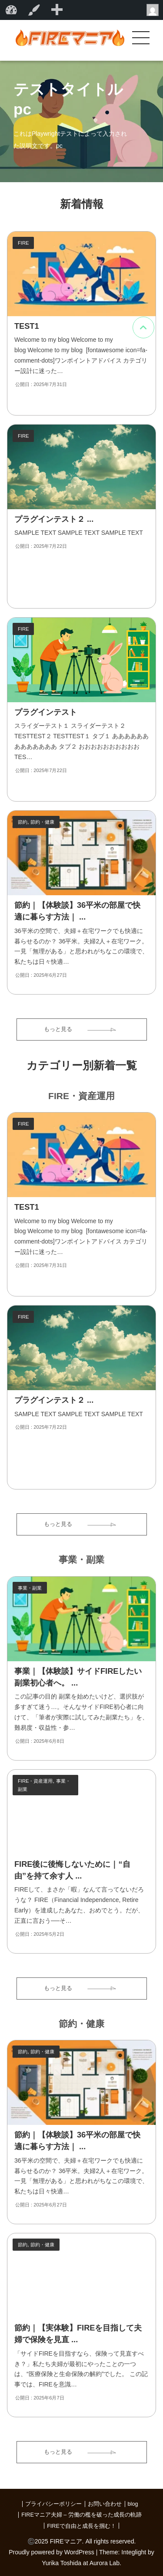 FIREマニア
テストタイトル
pc
これはPlaywrightテストによって入力され
た説明文です。pc
新着情報
FIRE
TEST1
Welcome to my blog Welcome to my
blog Welcome to my blog  [fontawesome icon=fa-
comment-dots]ワンポイントアドバイス カテゴリ
ー設計に迷った…
公開日 : 2025年7月31日
FIRE
プラグインテスト２ ...
SAMPLE TEXT SAMPLE TEXT SAMPLE TEXT
公開日 : 2025年7月22日
FIRE
プラグインテスト
スライダーテスト１ スライダーテスト２
TESTTEST２ TESTTEST１ タブ１ ああああああ
あああああああ タブ２ おおおおおおおおおお
TES…
公開日 : 2025年7月22日
節約, 節約・健康
節約｜【体験談】36平米の部屋で快
適に暮らす方法｜ ...
36平米の空間で、夫婦＋在宅ワークでも快適に
暮らせるのか？ 36平米。夫婦2人＋在宅ワーク。
一見「無理がある」と思われがちなこの環境で、
私たちは日々快適…
公開日 : 2025年6月27日
もっと見る
カテゴリー別新着一覧
FIRE・資産運用
FIRE
TEST1
Welcome to my blog Welcome to my
blog Welcome to my blog  [fontawesome icon=fa-
comment-dots]ワンポイントアドバイス カテゴリ
ー設計に迷った…
公開日 : 2025年7月31日
FIRE
プラグインテスト２ ...
SAMPLE TEXT SAMPLE TEXT SAMPLE TEXT
公開日 : 2025年7月22日
もっと見る
事業・副業
事業・副業
事業｜【体験談】サイドFIREしたい
副業初心者へ。 ...
この記事の目的 副業を始めたいけど、選択肢が
多すぎて迷う…。そんなサイドFIRE初心者に向
けて、「筆者が実際に試してみた副業たち」を、
難易度・収益性・参…
公開日 : 2025年6月8日
FIRE・資産運用, 事業・
副業
FIRE後に後悔しないために｜“自
由”を持て余す人 ...
FIREして、まさか「暇」なんて言ってないだろ
うな？ FIRE（Financial Independence, Retire
Early）を達成したあなた、おめでとう。だが、
正直に言おう──そ…
公開日 : 2025年5月2日
もっと見る
節約・健康
節約, 節約・健康
節約｜【体験談】36平米の部屋で快
適に暮らす方法｜ ...
36平米の空間で、夫婦＋在宅ワークでも快適に
暮らせるのか？ 36平米。夫婦2人＋在宅ワーク。
一見「無理がある」と思われがちなこの環境で、
私たちは日々快適…
公開日 : 2025年6月27日
節約, 節約・健康
節約｜【実体験】FIREを目指して夫
婦で保険を見直 ...
「サイドFIREを目指すなら、保険って見直すべ
き？」私たち夫婦が最初にやったことの一つ
は、“医療保険と生命保険の解約”でした。 この記
事では、FIREを意識…
公開日 : 2025年6月7日
もっと見る
| プライバシーポリシー | お問い合わせ | blog
| FIREマニア夫婦 – 労働の檻を破った成長の軌跡
| FIREで自由と成長を掴む！ |
©2025 FIREマニア. All rights reserved.
Proudly powered by WordPress | Theme: Integlight by
Yurika Toshida at Aurora Lab.